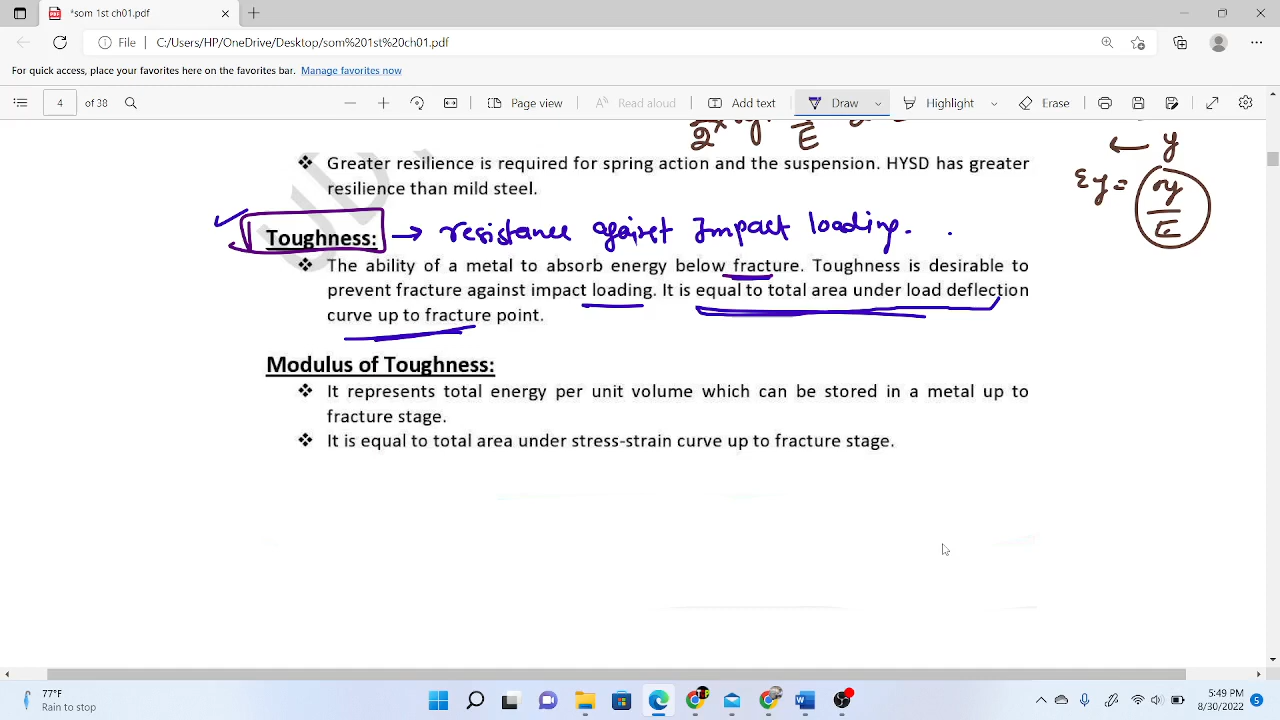 *som 1st ch01.pdf
File C:/Users/HP/OneDrive/Desktop/som%201st%20ch01.pdf
For quick access, place your favorites here on the favorites bar. Manage favorites now
4 of 38 Page view Read aloud Add text Draw Highlight Erase
Greater resilience is required for spring action and the suspension. HYSD has greater
resilience than mild steel.
y
εy = σy/E
Toughness: → resistance against Impact loading.
The ability of a metal to absorb energy below fracture. Toughness is desirable to
prevent fracture against impact loading. It is equal to total area under load deflection
curve up to fracture point.
Modulus of Toughness:
It represents total energy per unit volume which can be stored in a metal up to
fracture stage.
It is equal to total area under stress-strain curve up to fracture stage.
77°F
Rain to stop
5:49 PM
8/30/2022
5